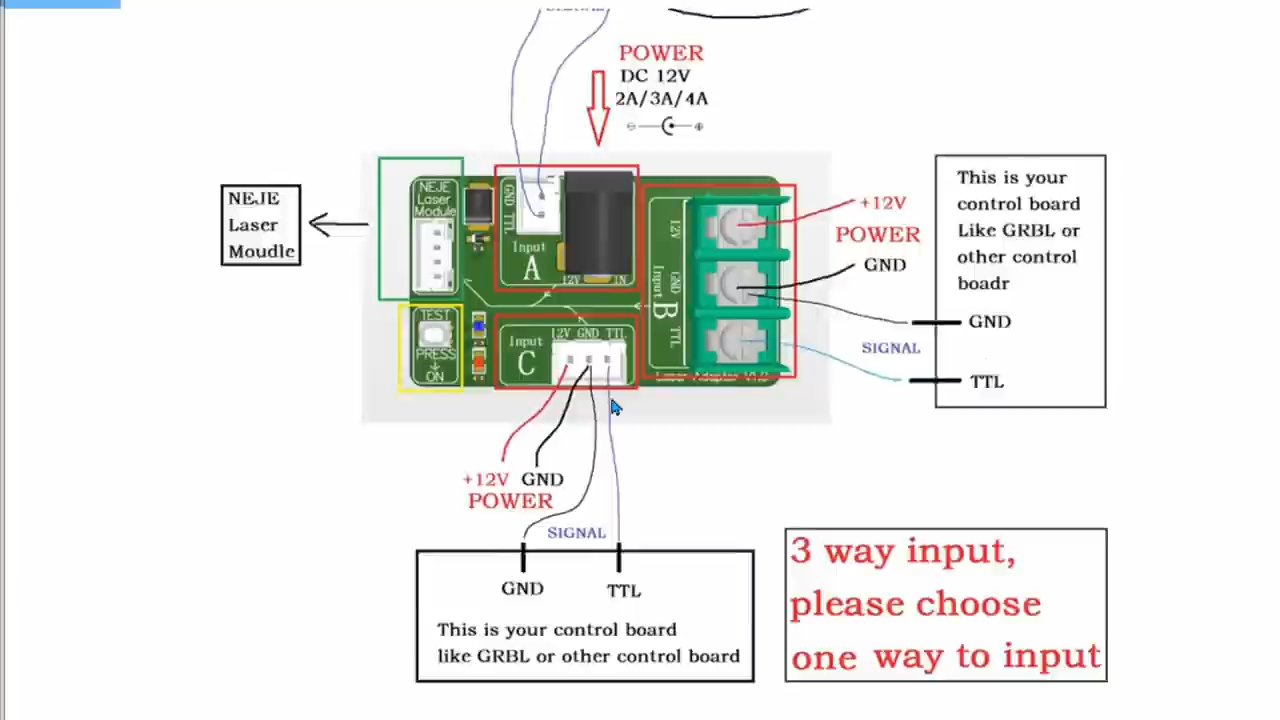 POWER
DC 12V
2A/3A/4A
NEJE
Laser
Moudle
NEJE
Laser
Module
GND TTL
Input
A
12V IN
12V
GND
TTL
Input
B
+12V
POWER
GND
This is your
control board
Like GRBL or
other control
boadr
GND
SIGNAL
TTL
TEST
PRESS
ON
Input
C
12V GND TTL
+12V GND
POWER
SIGNAL
GND TTL
This is your control board
like GRBL or other control board
3 way input,
please choose
one way to input